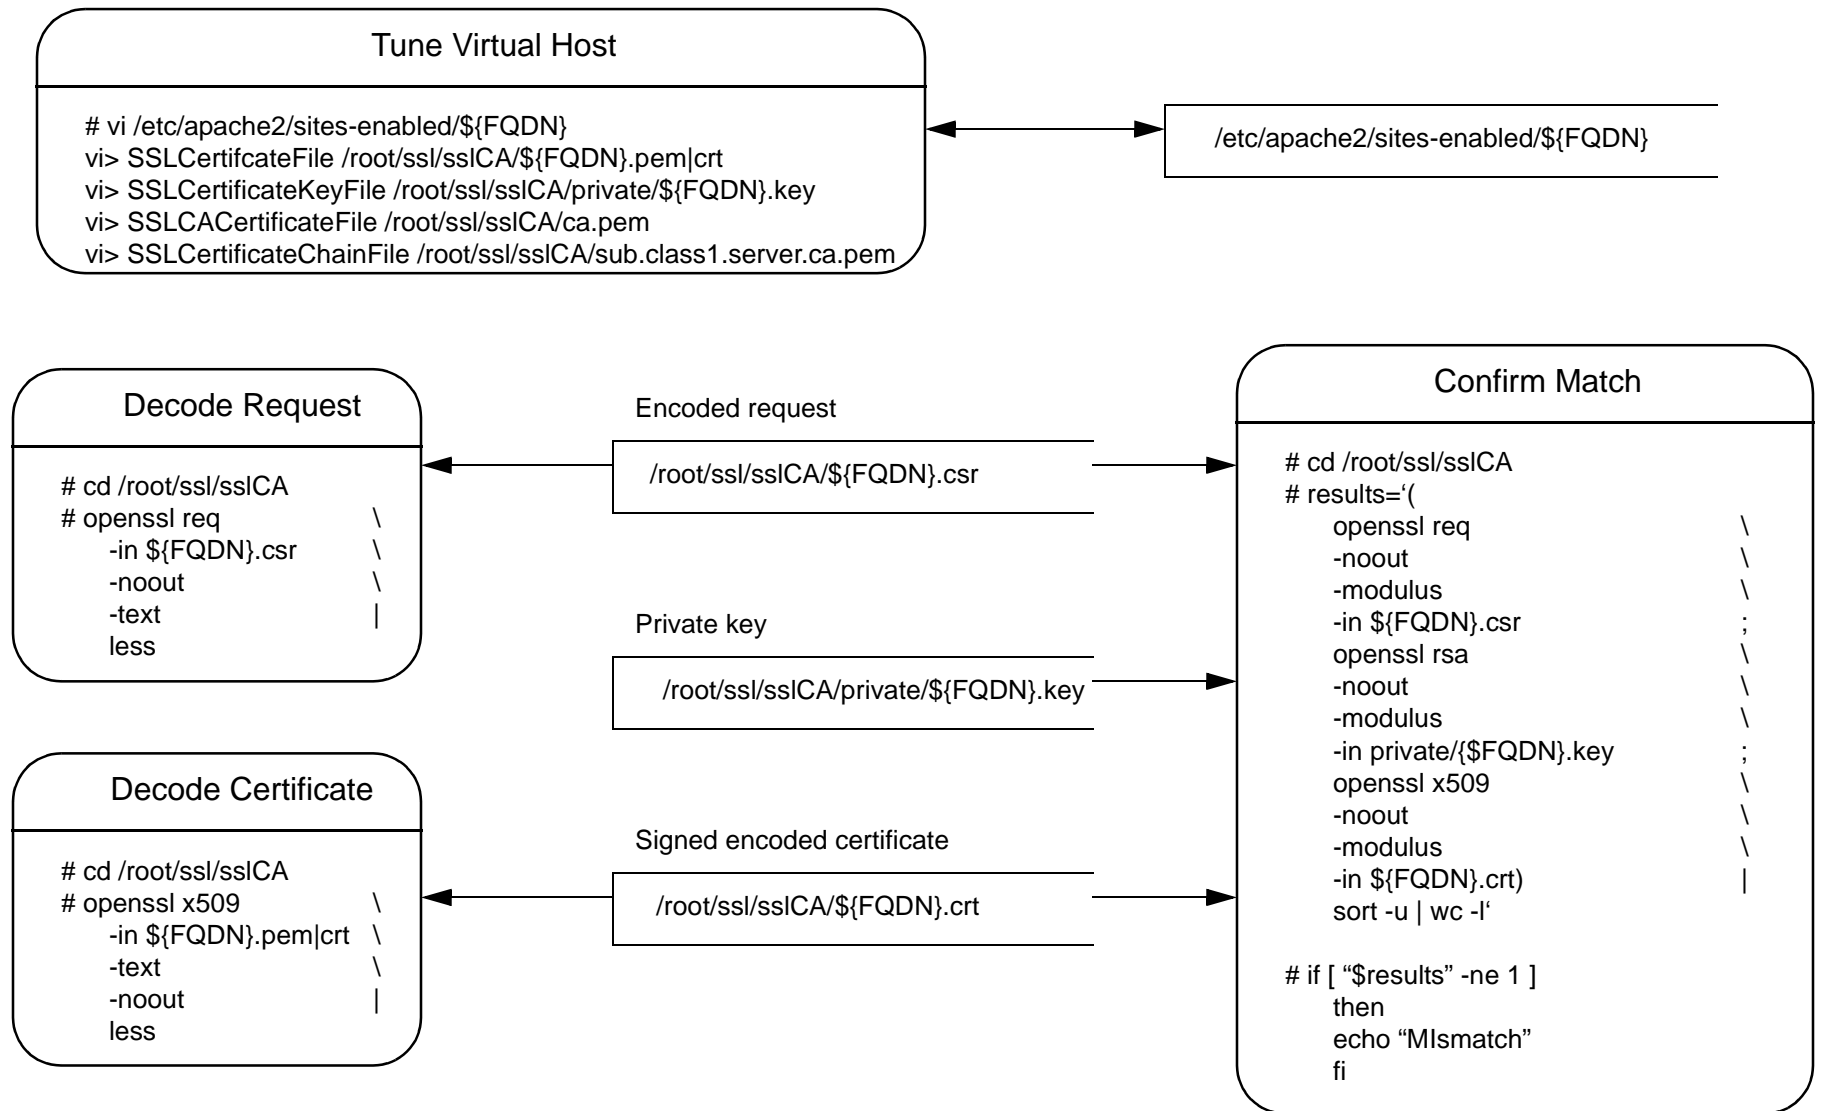 Tune Virtual Host
# vi /etc/apache2/sites-enabled/${FQDN}
vi> SSLCertifcateFile /root/ssl/sslCA/${FQDN}.pem|crt
vi> SSLCertificateKeyFile /root/ssl/sslCA/private/${FQDN}.key
vi> SSLCACertificateFile /root/ssl/sslCA/ca.pem
vi> SSLCertificateChainFile /root/ssl/sslCA/sub.class1.server.ca.pem
/etc/apache2/sites-enabled/${FQDN}
Decode Request
# cd /root/ssl/sslCA
# openssl req \
-in ${FQDN}.csr \
-noout \
-text |
less
Encoded request
/root/ssl/sslCA/${FQDN}.csr
Private key
/root/ssl/sslCA/private/${FQDN}.key
Decode Certificate
# cd /root/ssl/sslCA
# openssl x509 \
-in ${FQDN}.pem|crt \
-text \
-noout |
less
Signed encoded certificate
/root/ssl/sslCA/${FQDN}.crt
Confirm Match
# cd /root/ssl/sslCA
# results=‘(
openssl req \
-noout \
-modulus \
-in ${FQDN}.csr ;
openssl rsa \
-noout \
-modulus \
-in private/{$FQDN}.key ;
openssl x509 \
-noout \
-modulus \
-in ${FQDN}.crt) |
sort -u | wc -l‘
# if [ “$results” -ne 1 ]
then
echo “MIsmatch”
fi